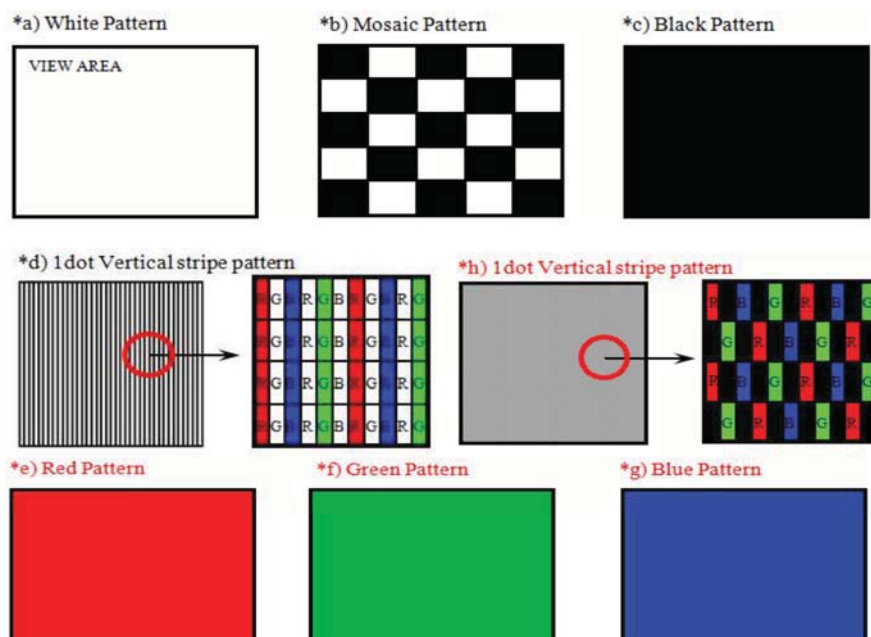 *a) White Pattern
*b) Mosaic Pattern
*c) Black Pattern
VIEW AREA
*d) 1dot Vertical stripe pattern
*h) 1dot Vertical stripe pattern
R G B R G B R G B R G
R G B R G B R G B R G
R G B R G B R G B R G
R G B R G B R G B R G
R B G R B G
G R B G R
R B G R B G
G R B G R
*e) Red Pattern
*f) Green Pattern
*g) Blue Pattern